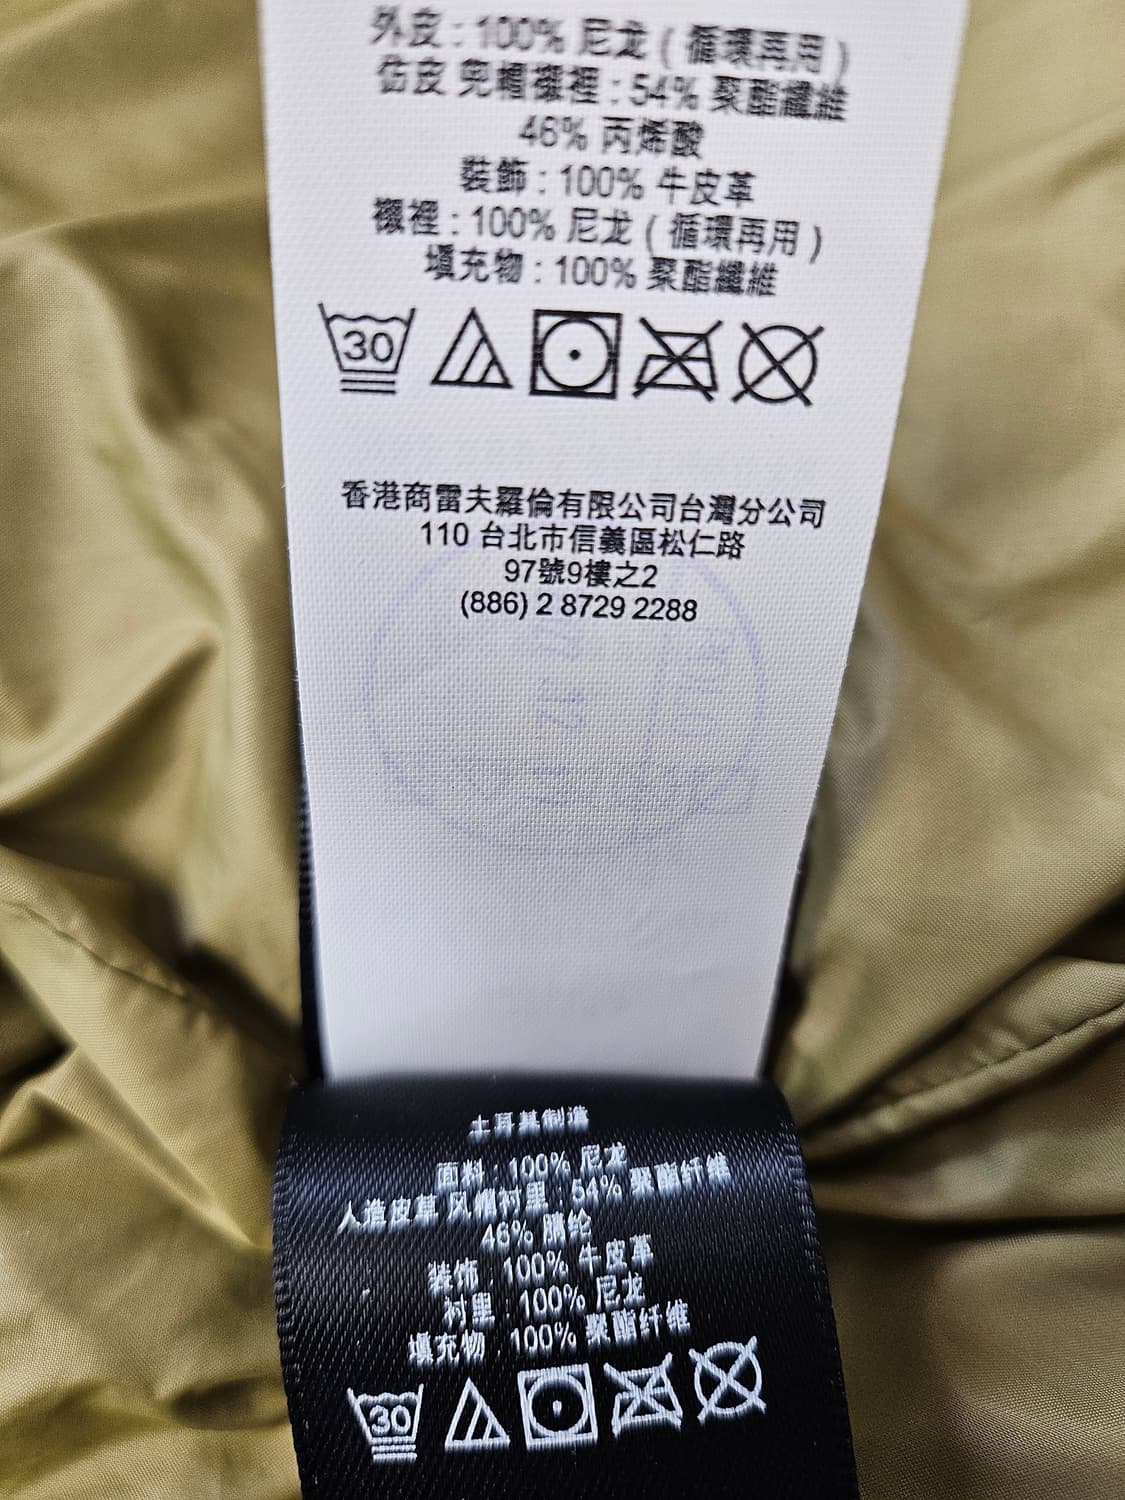 外皮 : 100% 尼龙 ( 循環再用 )
仿皮 兜帽襯裡 : 54% 聚酯纖維
46% 丙烯酸
裝飾 : 100% 牛皮革
襯裡 : 100% 尼龙 ( 循環再用 )
填充物 : 100% 聚酯纖維
30
香港商雷夫羅倫有限公司台灣分公司
110 台北市信義區松仁路
97號9樓之2
(886) 2 8729 2288
土耳其制造
面料 : 100% 尼龙
人造皮草 风帽衬里 : 54% 聚酯纤维
46% 腈纶
装饰 : 100% 牛皮革
衬里 : 100% 尼龙
填充物 : 100% 聚酯纤维
30